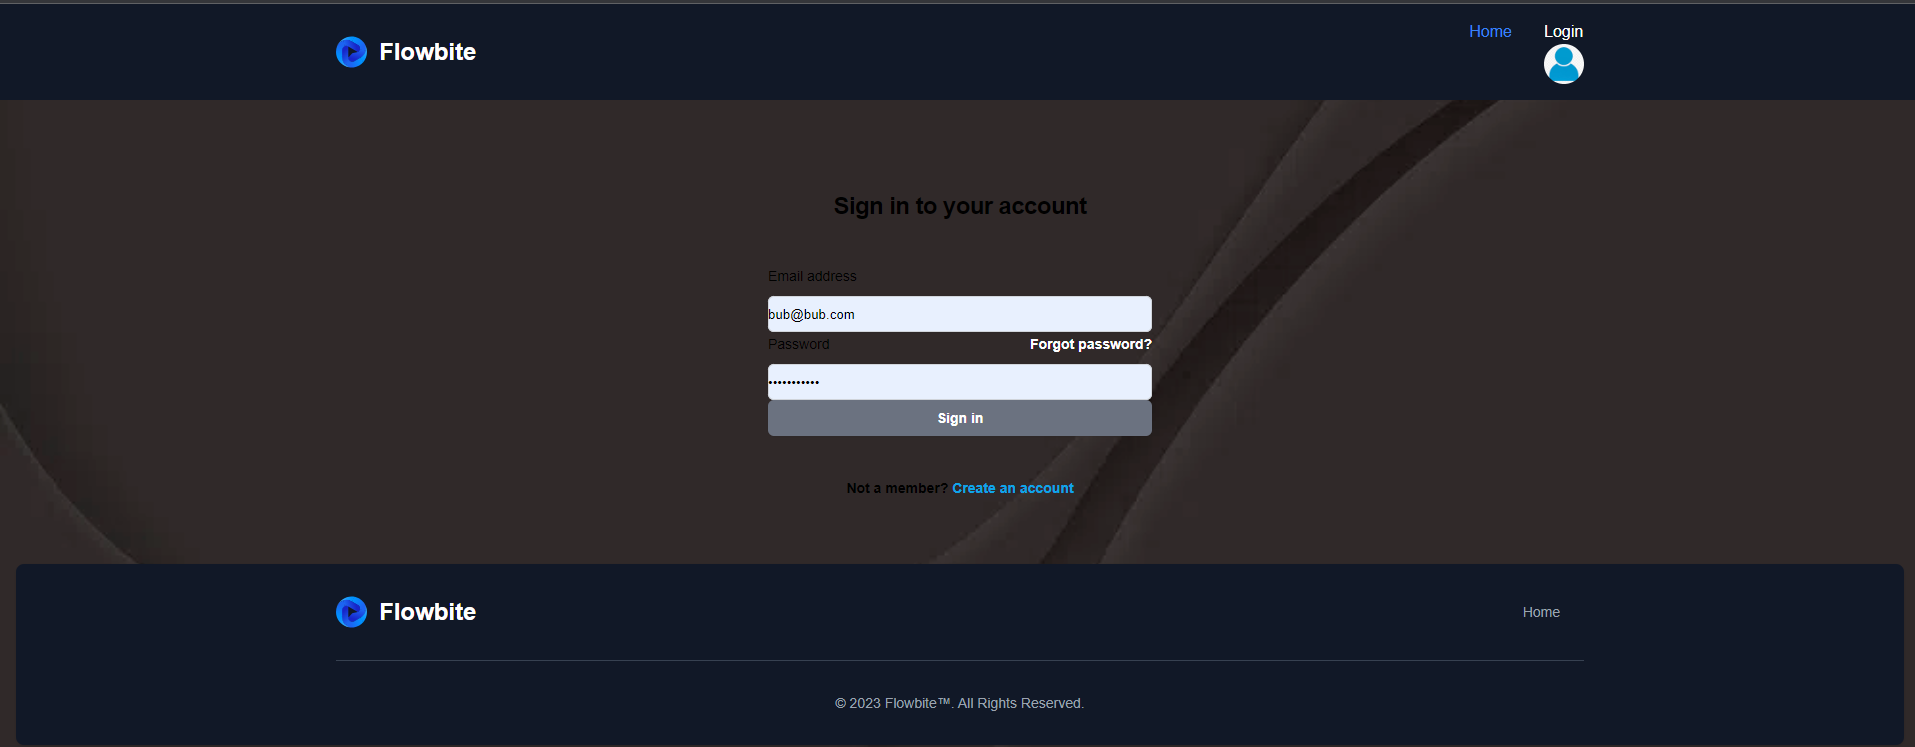 Flowbite
Home Login
Sign in to your account
Email address
bub@bub.com
Password Forgot password?
•••••••••••
Sign in
Not a member? Create an account
Flowbite
Home
© 2023 Flowbite™. All Rights Reserved.